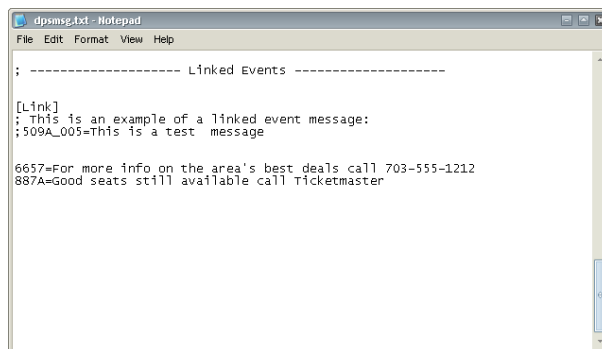 dpsmsg.txt - Notepad
File Edit Format View Help
; -------------------- Linked Events --------------------
[Link]
; This is an example of a linked event message:
;509A_005=This is a test  message
6657=For more info on the area's best deals call 703-555-1212
887A=Good seats still available call Ticketmaster